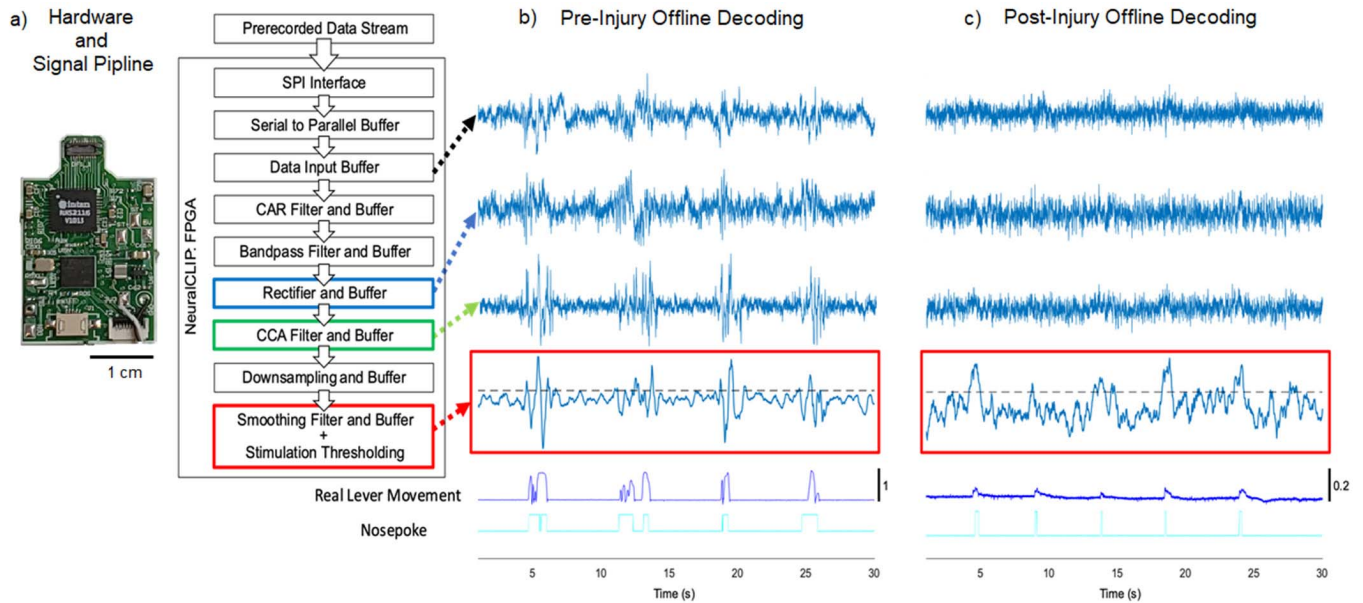 a) Hardware
and
Signal Pipline
intan
RHS2116
1 cm
Prerecorded Data Stream
NeuralCLIP: FPGA
SPI Interface
Serial to Parallel Buffer
Data Input Buffer
CAR Filter and Buffer
Bandpass Filter and Buffer
Rectifier and Buffer
CCA Filter and Buffer
Downsampling and Buffer
Smoothing Filter and Buffer
+
Stimulation Thresholding
Real Lever Movement
Nosepoke
b) Pre-Injury Offline Decoding
1
5 10 15 20 25 30
Time (s)
c) Post-Injury Offline Decoding
0.2
5 10 15 20 25 30
Time (s)